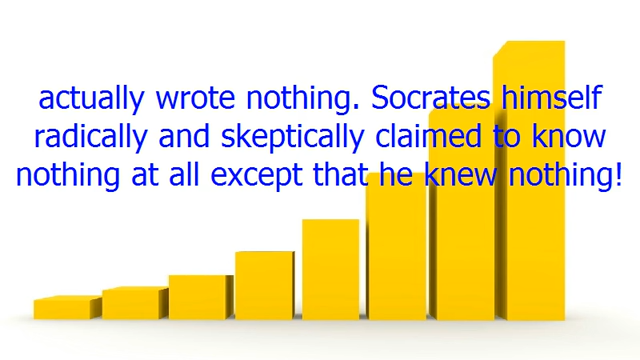 actually wrote nothing. Socrates himself
radically and skeptically claimed to know
nothing at all except that he knew nothing!